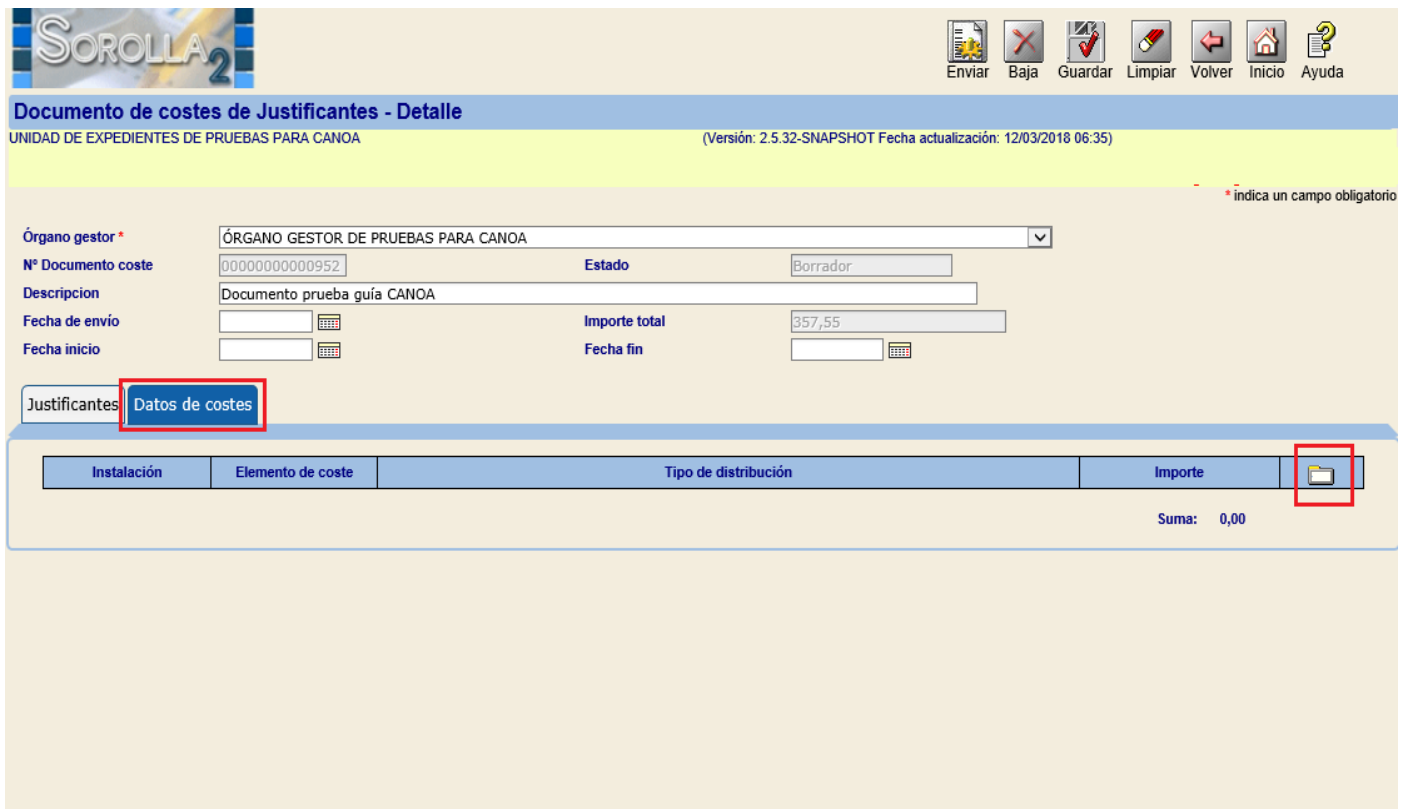 SOROLLA2
Enviar Baja Guardar Limpiar Volver Inicio Ayuda
Documento de costes de Justificantes - Detalle
UNIDAD DE EXPEDIENTES DE PRUEBAS PARA CANOA (Versión: 2.5.32-SNAPSHOT Fecha actualización: 12/03/2018 06:35)
* indica un campo obligatorio
Órgano gestor * ÓRGANO GESTOR DE PRUEBAS PARA CANOA
Nº Documento coste 00000000000952 Estado Borrador
Descripcion Documento prueba guía CANOA
Fecha de envío Importe total 357,55
Fecha inicio Fecha fin
Justificantes Datos de costes
Instalación Elemento de coste Tipo de distribución Importe
Suma: 0,00